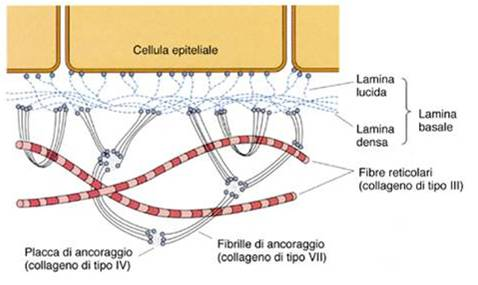 Cellula epiteliale
Lamina
lucida
Lamina
basale
Lamina
densa
Fibre reticolari
(collageno di tipo III)
Fibrille di ancoraggio
(collageno di tipo VII)
Placca di ancoraggio
(collageno di tipo IV)